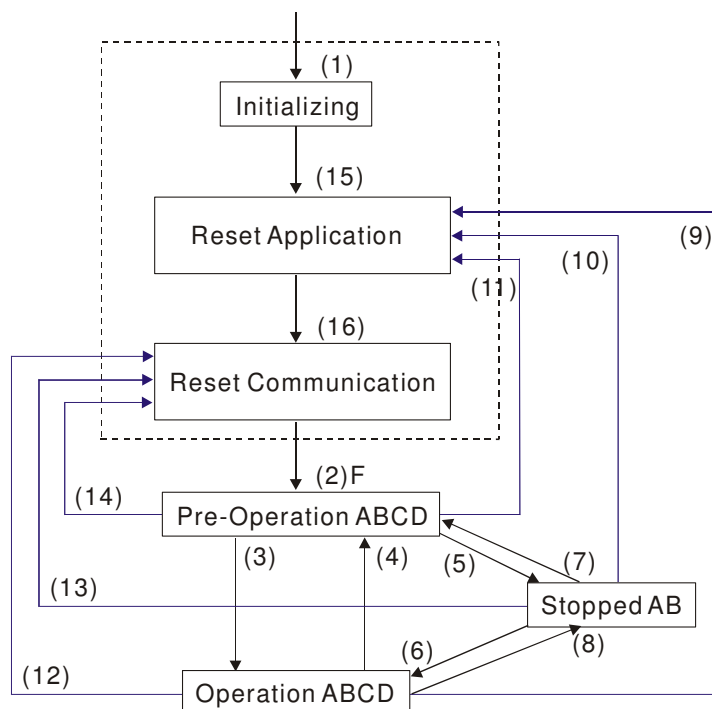 (1)
Initializing
(15)
Reset Application
(9)
(10)
(11)
(16)
Reset Communication
(2)F
(14)
Pre-Operation ABCD
(3)
(4)
(5)
(7)
(13)
Stopped AB
(6)
(8)
(12)
Operation ABCD